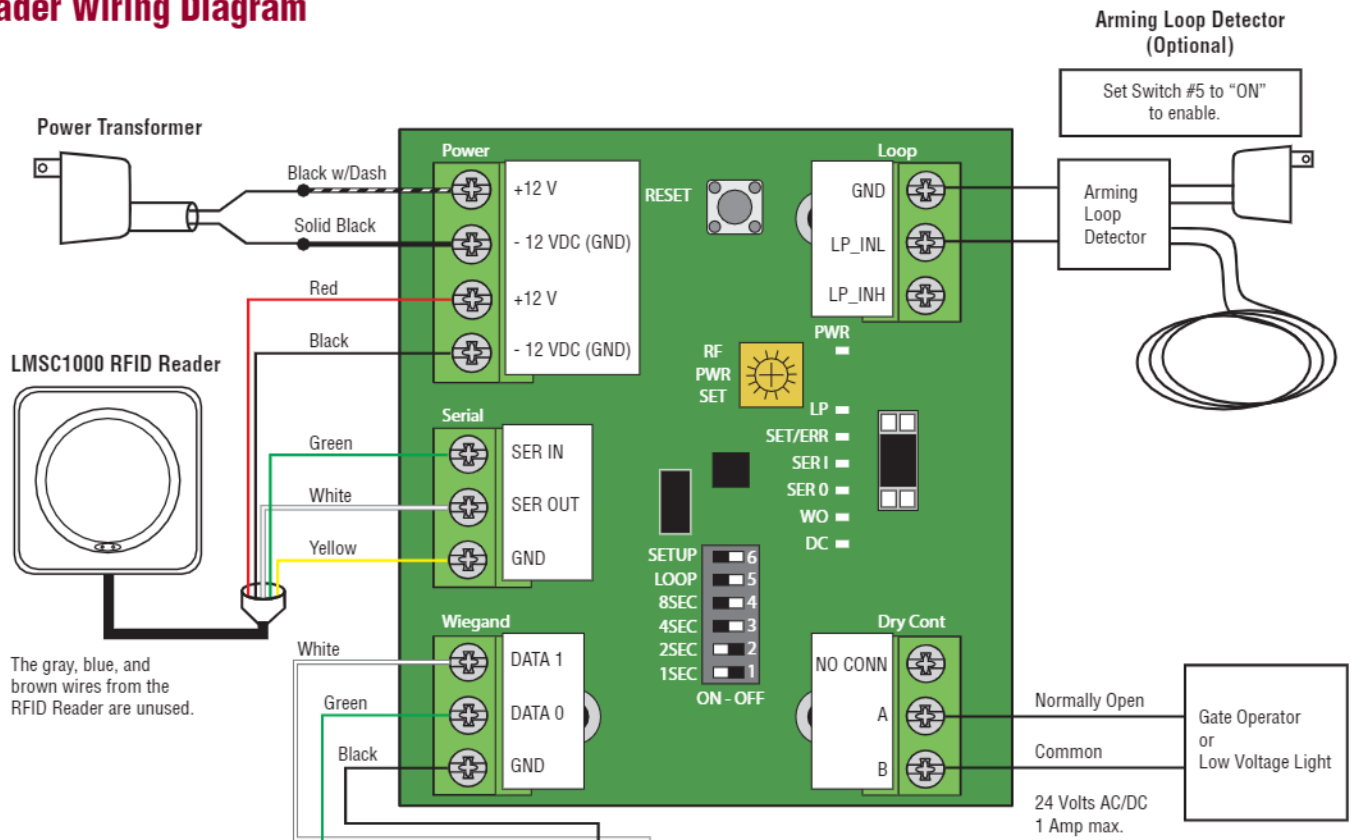 ader Wiring Diagram
Arming Loop Detector
(Optional)
Set Switch #5 to “ON”
to enable.
Power Transformer
Black w/Dash
Solid Black
Red
Black
Power
+12 V
- 12 VDC (GND)
+12 V
- 12 VDC (GND)
RESET
Loop
GND
LP_INL
LP_INH
Arming
Loop
Detector
PWR
RF
PWR
SET
LP
SET/ERR
SER I
SER 0
WO
DC
LMSC1000 RFID Reader
Serial
Green
White
Yellow
SER IN
SER OUT
GND
The gray, blue, and
brown wires from the
RFID Reader are unused.
SETUP 6
LOOP 5
8SEC 4
4SEC 3
2SEC 2
1SEC 1
ON - OFF
Wiegand
White
Green
Black
DATA 1
DATA 0
GND
Dry Cont
NO CONN
A
B
Normally Open
Common
24 Volts AC/DC
1 Amp max.
Gate Operator
or
Low Voltage Light